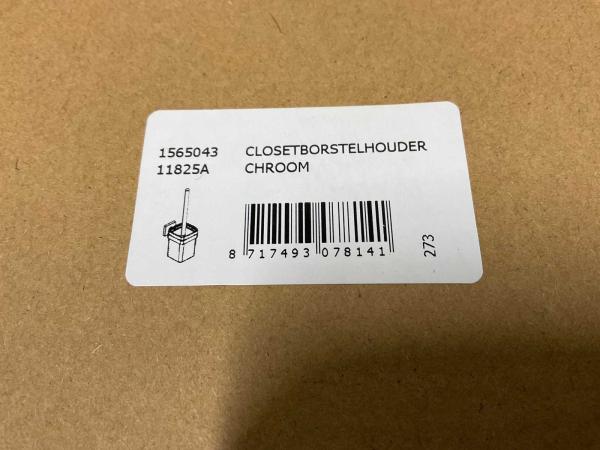 1565043 CLOSETBORSTELHOUDER
11825A CHROOM
8 717493 078141
273